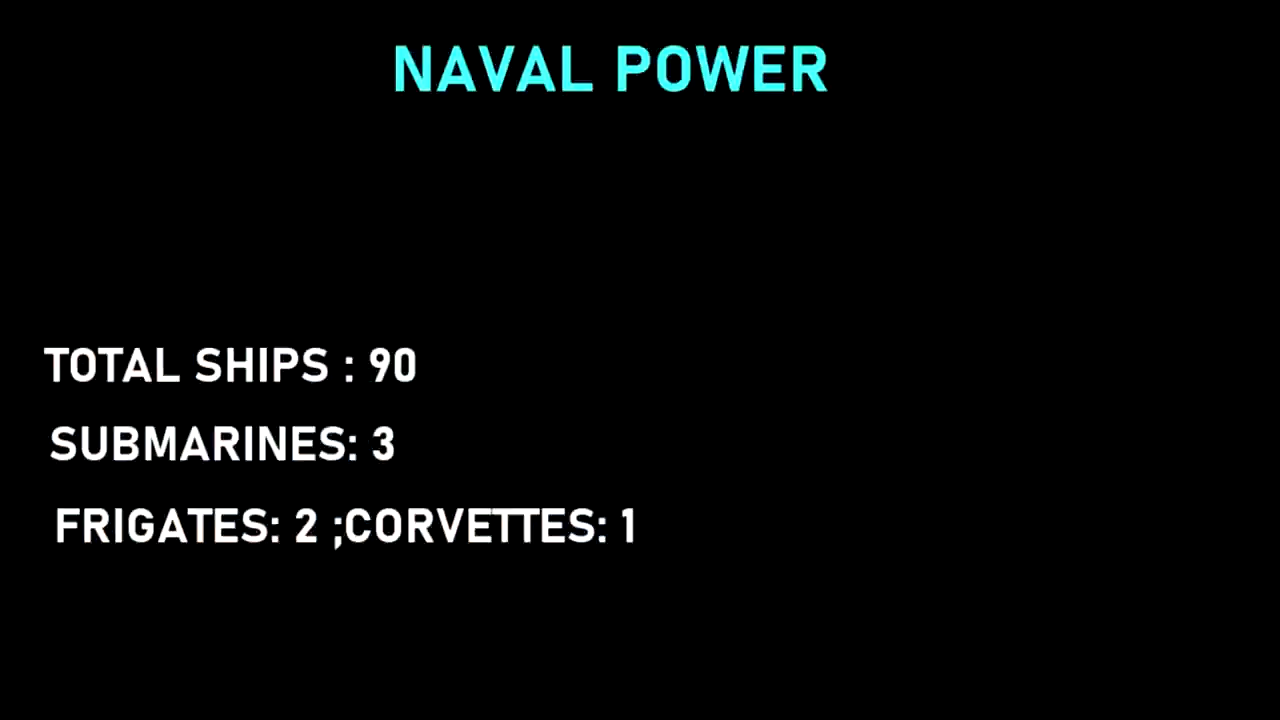 NAVAL POWER
TOTAL SHIPS : 90
SUBMARINES: 3
FRIGATES: 2 ;CORVETTES: 1